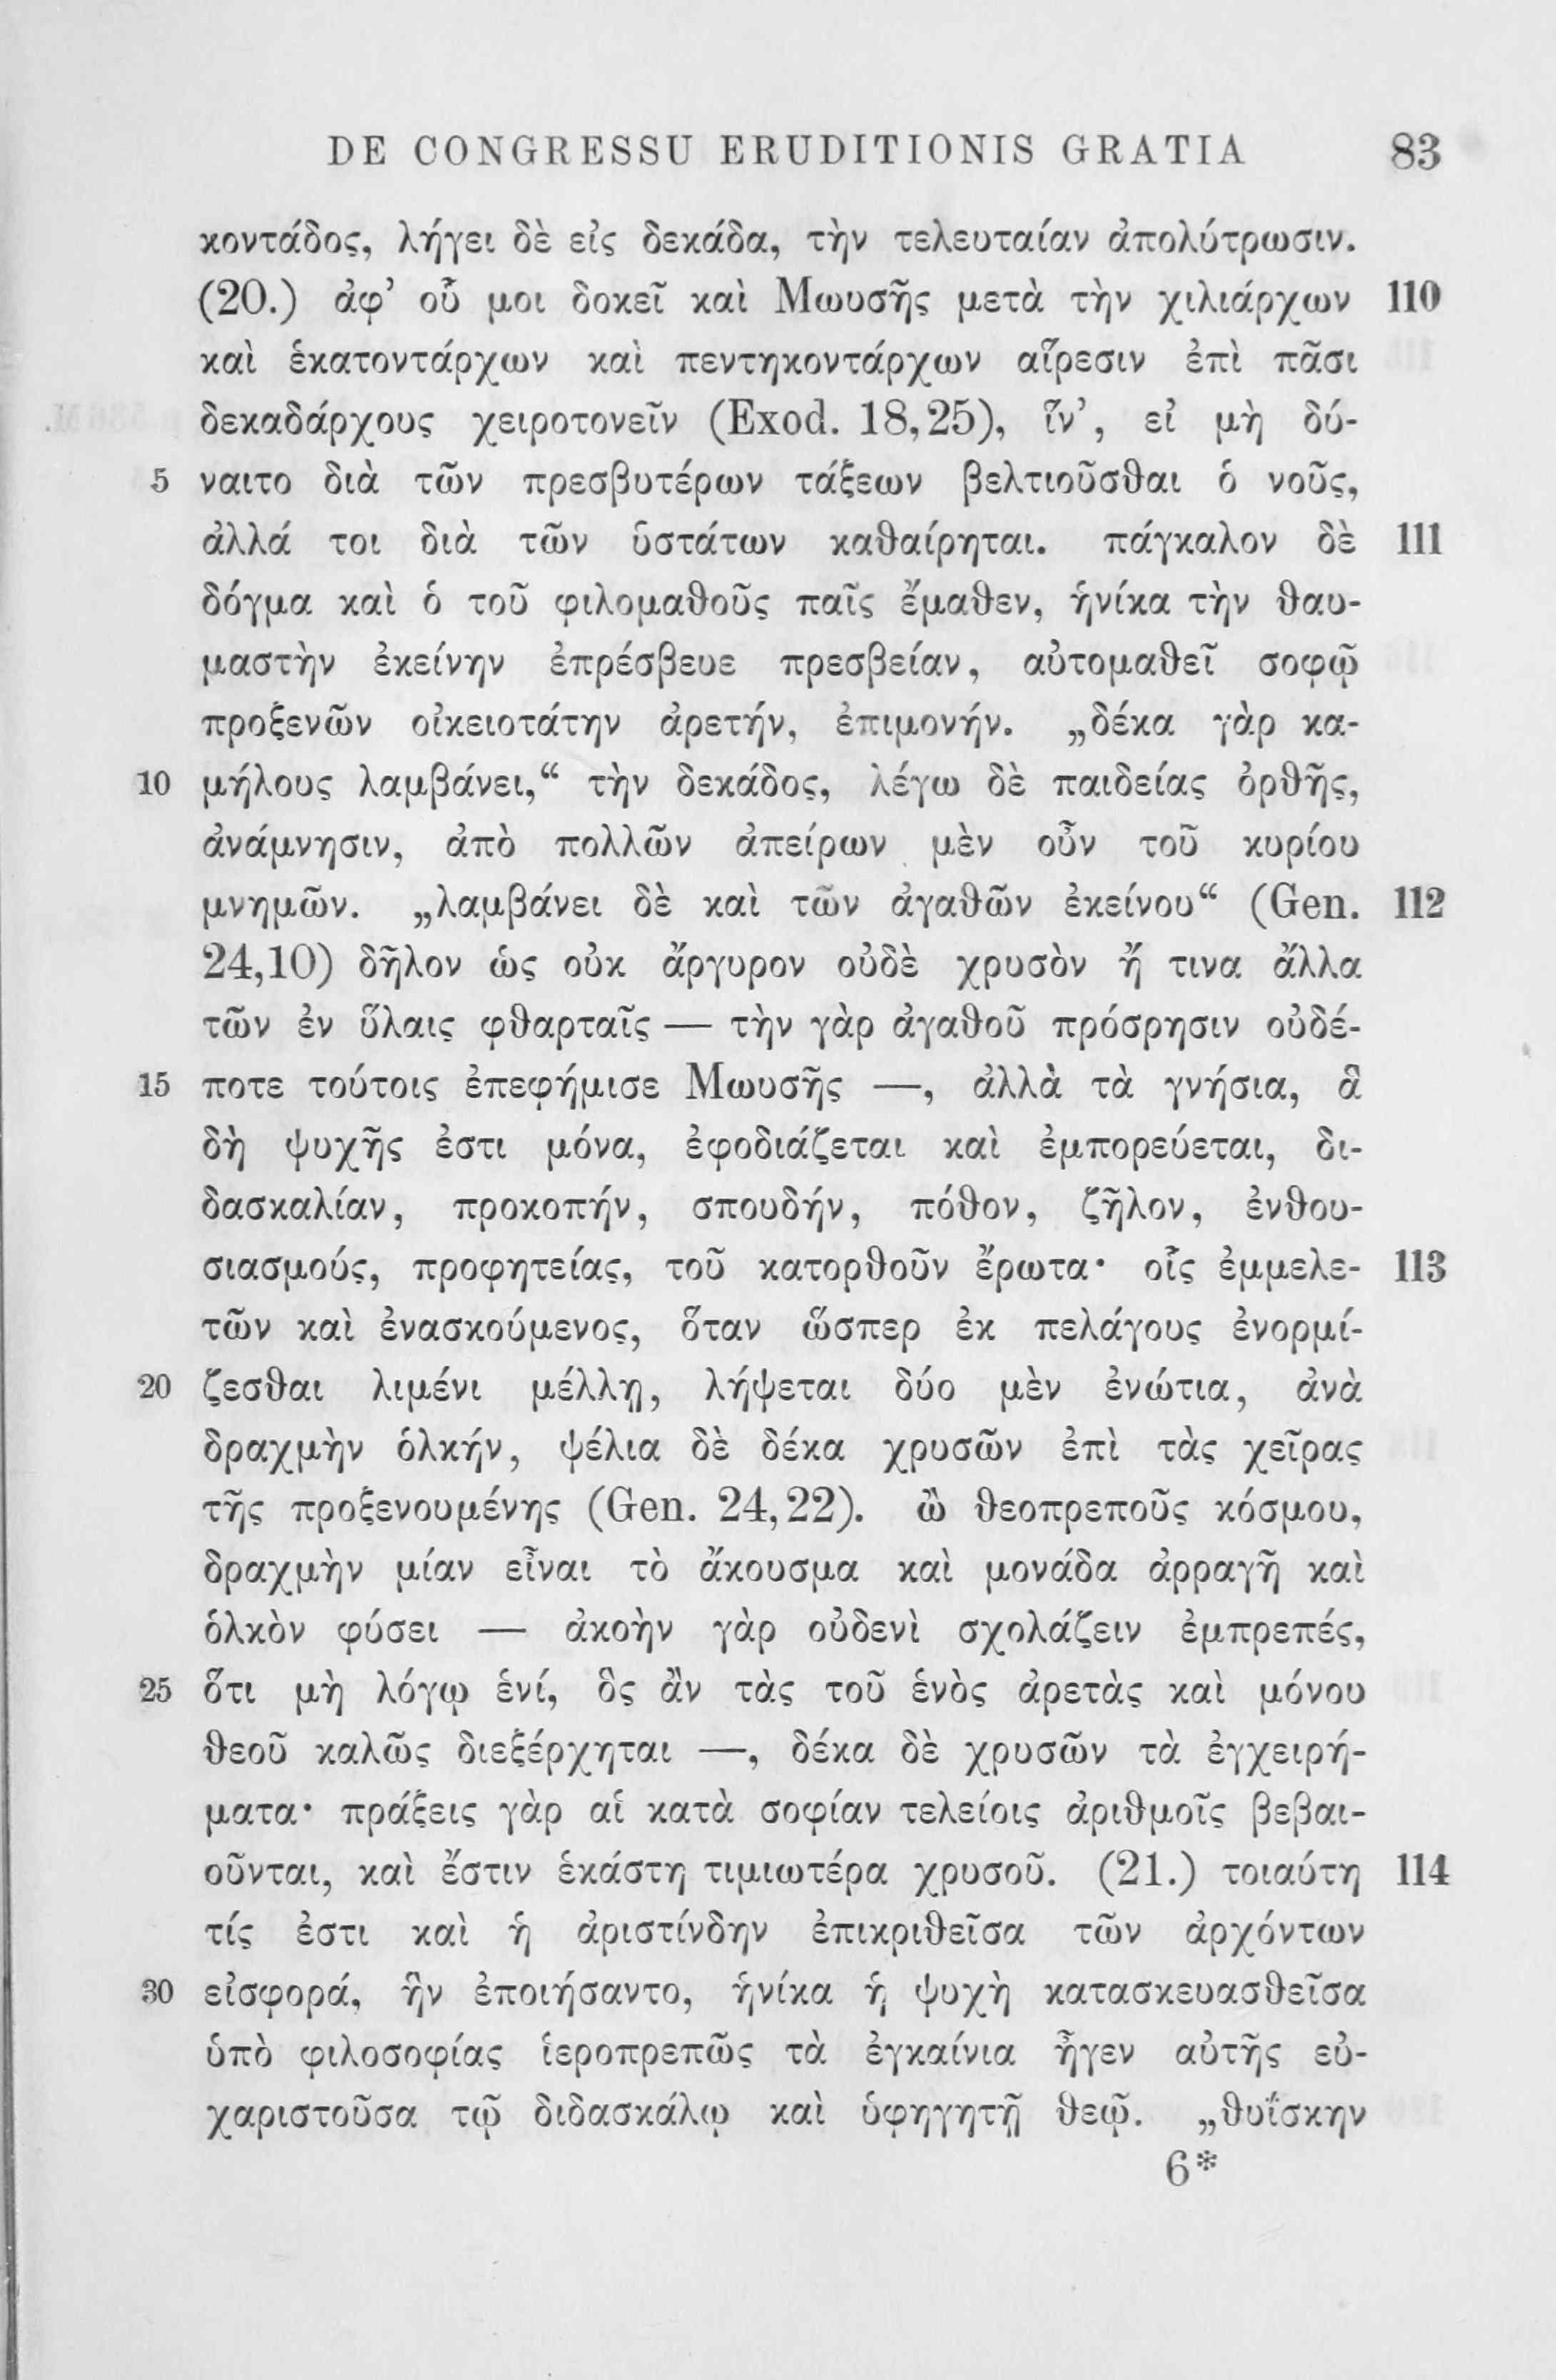 DE CONGRESSU ERUDITIONIS GRATIA 83
κοντάδος, λήγει δὲ εἰς δεκάδα, τὴν τελευταίαν ἀπολύτρωσιν.
(20.) ἀφ’ οὗ μοι δοκεῖ καὶ Μωυσῆς μετὰ τὴν χιλιάρχων 110
καὶ ἑκατοντάρχων καὶ πεντηκοντάρχων αἵρεσιν ἐπὶ πᾶσι
δεκαδάρχους χειροτονεῖν (Exod. 18,25), ἵν’, εἰ μὴ δύ-
5 ναιτο διὰ τῶν πρεσβυτέρων τάξεων βελτιοῦσθαι ὁ νοῦς,
ἀλλά τοι διὰ τῶν ὑστάτων καθαίρηται. πάγκαλον δὲ 111
δόγμα καὶ ὁ τοῦ φιλομαθοῦς παῖς ἔμαθεν, ἡνίκα τὴν θαυ-
μαστὴν ἐκείνην ἐπρέσβευε πρεσβείαν, αὐτομαθεῖ σοφῷ
προξενῶν οἰκειοτάτην ἀρετήν, ἐπιμονήν. „δέκα γὰρ κα-
10 μήλους λαμβάνει,“ τὴν δεκάδος, λέγω δὲ παιδείας ὀρθῆς,
ἀνάμνησιν, ἀπὸ πολλῶν ἀπείρων μὲν οὖν τοῦ κυρίου
μνημῶν. „λαμβάνει δὲ καὶ τῶν ἀγαθῶν ἐκείνου“ (Gen. 112
24,10) δῆλον ὡς οὐκ ἄργυρον οὐδὲ χρυσὸν ἤ τινα ἄλλα
τῶν ἐν ὕλαις φθαρταῖς — τὴν γὰρ ἀγαθοῦ πρόσρησιν οὐδέ-
15 ποτε τούτοις ἐπεφήμισε Μωυσῆς —, ἀλλὰ τὰ γνήσια, ἃ
δὴ ψυχῆς ἐστι μόνα, ἐφοδιάζεται καὶ ἐμπορεύεται, δι-
δασκαλίαν, προκοπήν, σπουδήν, πόθον, ζῆλον, ἐνθου-
σιασμούς, προφητείας, τοῦ κατορθοῦν ἔρωτα· οἷς ἐμμελε- 113
τῶν καὶ ἐνασκούμενος, ὅταν ὥσπερ ἐκ πελάγους ἐνορμί-
20 ζεσθαι λιμένι μέλλῃ, λήψεται δύο μὲν ἐνώτια, ἀνὰ
δραχμὴν ὁλκήν, ψέλια δὲ δέκα χρυσῶν ἐπὶ τὰς χεῖρας
τῆς προξενουμένης (Gen. 24,22). ὢ θεοπρεποῦς κόσμου,
δραχμὴν μίαν εἶναι τὸ ἄκουσμα καὶ μονάδα ἀρραγῆ καὶ
ὁλκὸν φύσει — ἀκοὴν γὰρ οὐδενὶ σχολάζειν ἐμπρεπές,
25 ὅτι μὴ λόγῳ ἑνί, ὃς ἂν τὰς τοῦ ἑνὸς ἀρετὰς καὶ μόνου
θεοῦ καλῶς διεξέρχηται —, δέκα δὲ χρυσῶν τὰ ἐγχειρή-
ματα· πράξεις γὰρ αἱ κατὰ σοφίαν τελείοις ἀριθμοῖς βεβαι-
οῦνται, καὶ ἔστιν ἑκάστη τιμιωτέρα χρυσοῦ. (21.) τοιαύτη 114
τίς ἐστι καὶ ἡ ἀριστίνδην ἐπικριθεῖσα τῶν ἀρχόντων
30 εἰσφορά, ἣν ἐποιήσαντο, ἡνίκα ἡ ψυχὴ κατασκευασθεῖσα
ὑπὸ φιλοσοφίας ἱεροπρεπῶς τὰ ἐγκαίνια ἦγεν αὐτῆς εὐ-
χαριστοῦσα τῷ διδασκάλῳ καὶ ὑφηγητῇ θεῷ. „θυΐσκην
6*